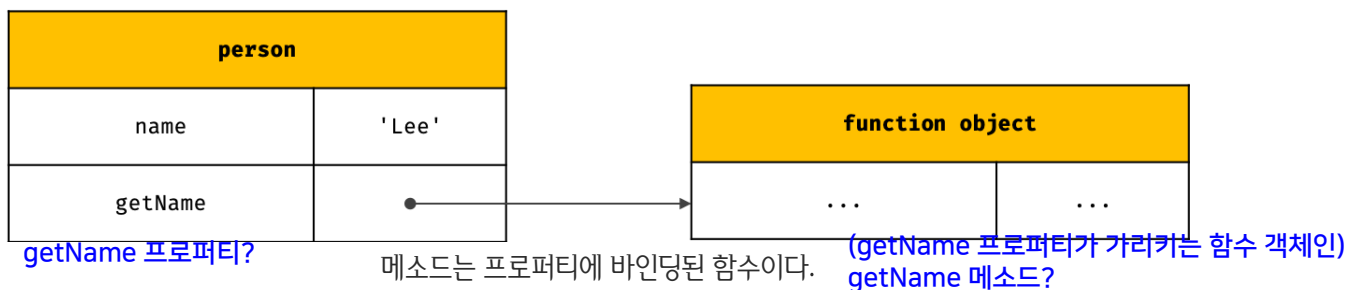 person
name 'Lee'
getName
function object
... ...
getName 프로퍼티?
메소드는 프로퍼티에 바인딩된 함수이다.
(getName 프로퍼티가 가리키는 함수 객체인)
getName 메소드?